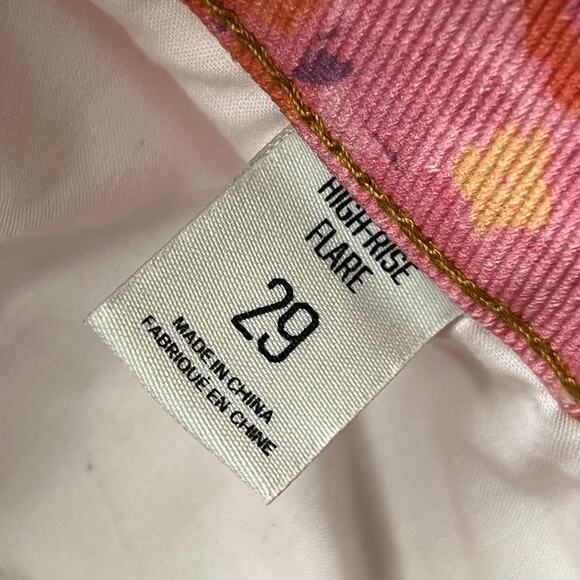 HIGH RISE
FLARE
29
MADE IN CHINA
FABRIQUE EN CHINE